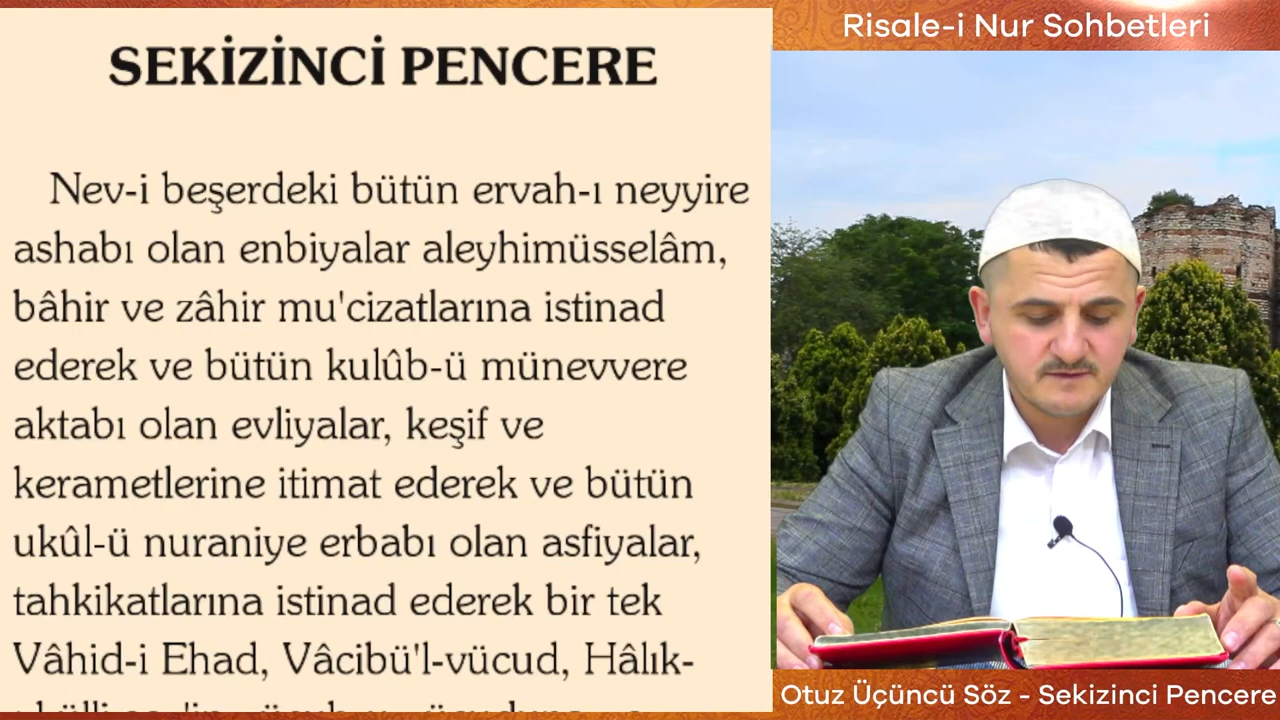 SEKİZİNCİ PENCERE
Nev-i beşerdeki bütün ervah-ı neyyire
ashabı olan enbiyalar aleyhimüsselâm,
bâhir ve zâhir mu'cizatlarına istinad
ederek ve bütün kulûb-ü münevvere
aktabı olan evliyalar, keşif ve
kerametlerine itimat ederek ve bütün
ukûl-ü nuraniye erbabı olan asfiyalar,
tahkikatlarına istinad ederek bir tek
Vâhid-i Ehad, Vâcibü'l-vücud, Hâlık-
Risale-i Nur Sohbetleri
Otuz Üçüncü Söz - Sekizinci Pencere